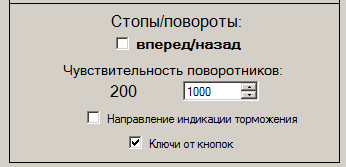 Стопы/повороты:
вперед/назад
Чувствительность поворотников:
200 1000
Направление индикации торможения
Ключи от кнопок